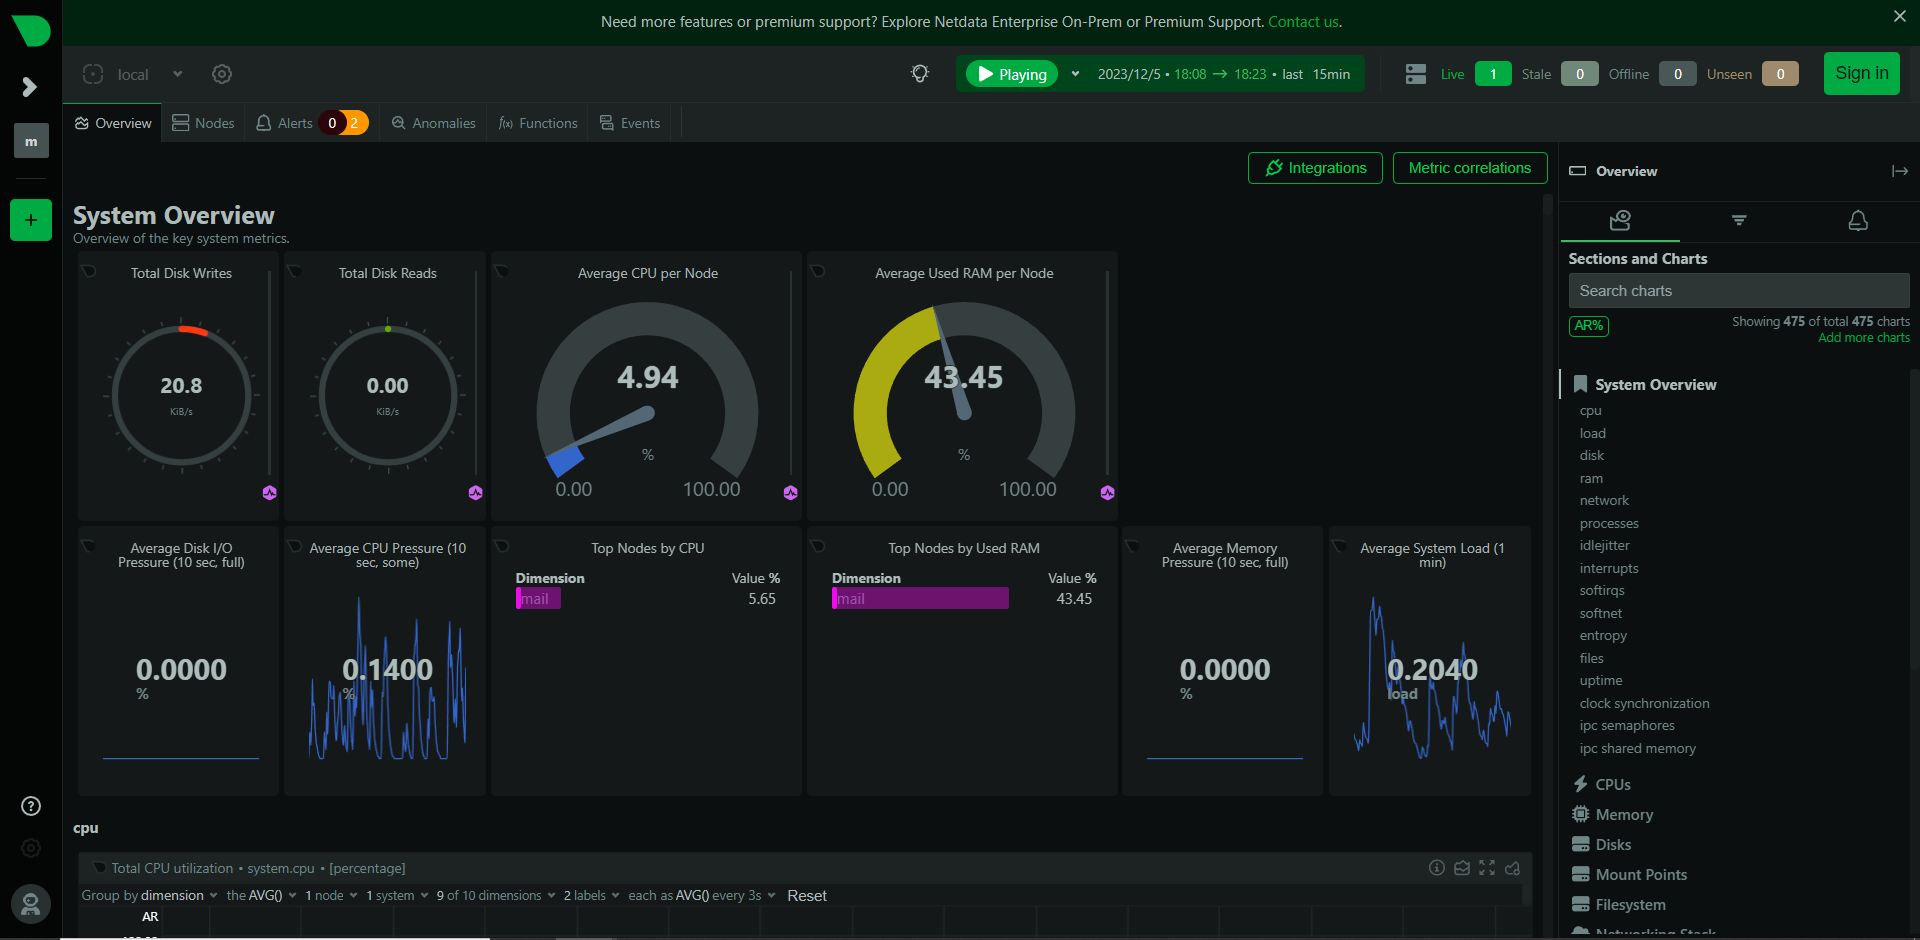 Need more features or premium support? Explore Netdata Enterprise On-Prem or Premium Support. Contact us.
local
Playing
2023/12/5 • 18:08 → 18:23 • last 15min
Live 1 Stale 0 Offline 0 Unseen 0
Sign in
m
+
Overview Nodes Alerts 0 2 Anomalies f(x) Functions Events
Integrations
Metric correlations
System Overview
Overview of the key system metrics.
Total Disk Writes
20.8
KiB/s
Total Disk Reads
0.00
KiB/s
Average CPU per Node
4.94
%
0.00 100.00
Average Used RAM per Node
43.45
%
0.00 100.00
Average Disk I/O
Pressure (10 sec, full)
0.0000
%
Average CPU Pressure (10
sec, some)
0.1400
%
Top Nodes by CPU
Dimension Value %
mail 5.65
Top Nodes by Used RAM
Dimension Value %
mail 43.45
Average Memory
Pressure (10 sec, full)
0.0000
%
Average System Load (1
min)
0.2040
load
cpu
Total CPU utilization • system.cpu • [percentage]
Group by dimension the AVG() 1 node 1 system 9 of 10 dimensions 2 labels each as AVG() every 3s Reset
AR
Overview
Sections and Charts
Search charts
AR%
Showing 475 of total 475 charts
Add more charts
System Overview
cpu
load
disk
ram
network
processes
idlejitter
interrupts
softirqs
softnet
entropy
files
uptime
clock synchronization
ipc semaphores
ipc shared memory
CPUs
Memory
Disks
Mount Points
Filesystem
Networking Stack